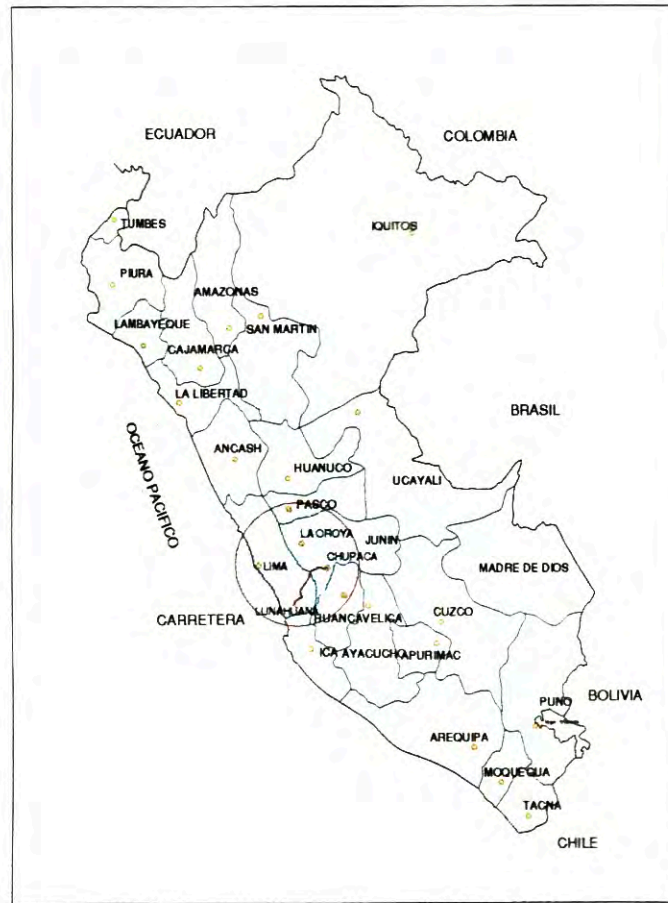 ECUADOR
COLOMBIA
TUMBES
IQUITOS
PIURA
AMAZONAS
LAMBAYEQUE
SAN MARTIN
CAJAMARCA
LA LIBERTAD
BRASIL
OCEANO PACIFICO
ANCASH
HUANUCO
UCAYALI
PASCO
LA OROYA
JUNIN
CHUPACA
LIMA
MADRE DE DIOS
LUNAHUANA
CARRETERA
HUANCAVELICA
CUZCO
ICA
AYACUCHO
APURIMAC
PUNO
BOLIVIA
AREQUIPA
MOQUEGUA
TACNA
CHILE